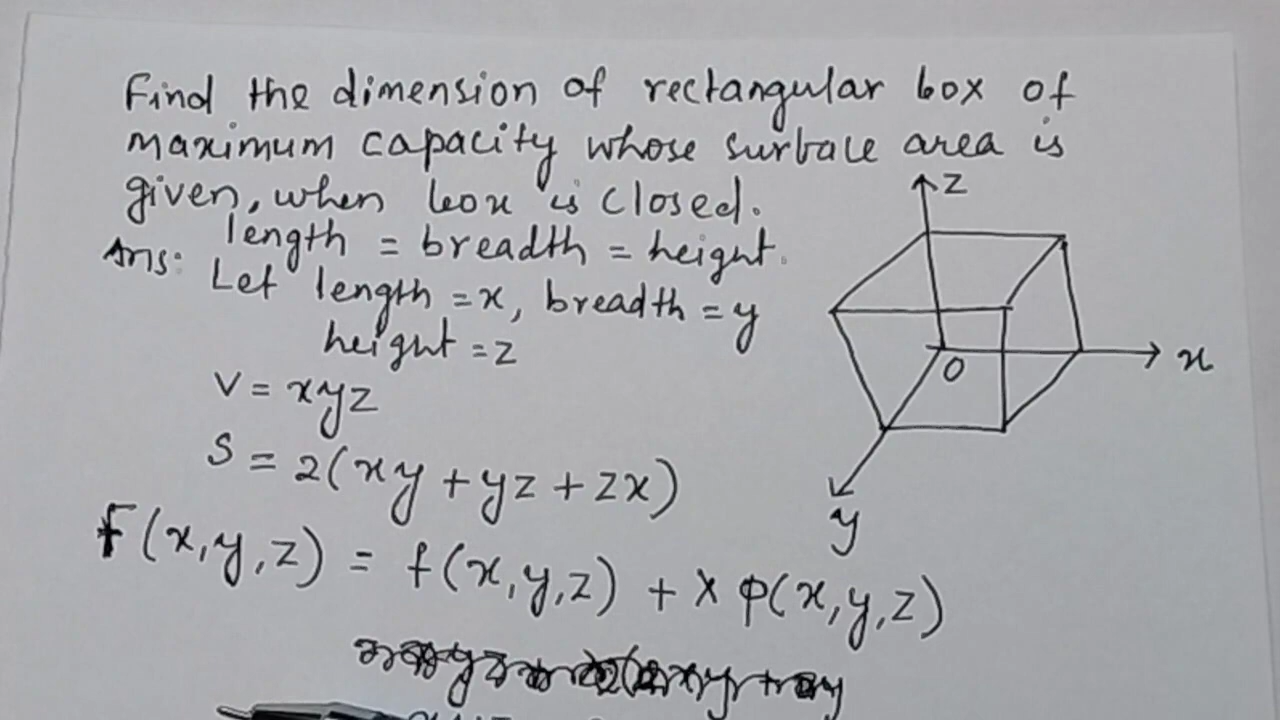 Find the dimension of rectangular box of
maximum capacity whose surface area is
given, when box is closed.
Ans: length = breadth = height.
Let length = x, breadth = y
height = z
V = xyz
S = 2(xy + yz + zx)
F(x,y,z) = f(x,y,z) + λ φ(x,y,z)
z
x
O
y